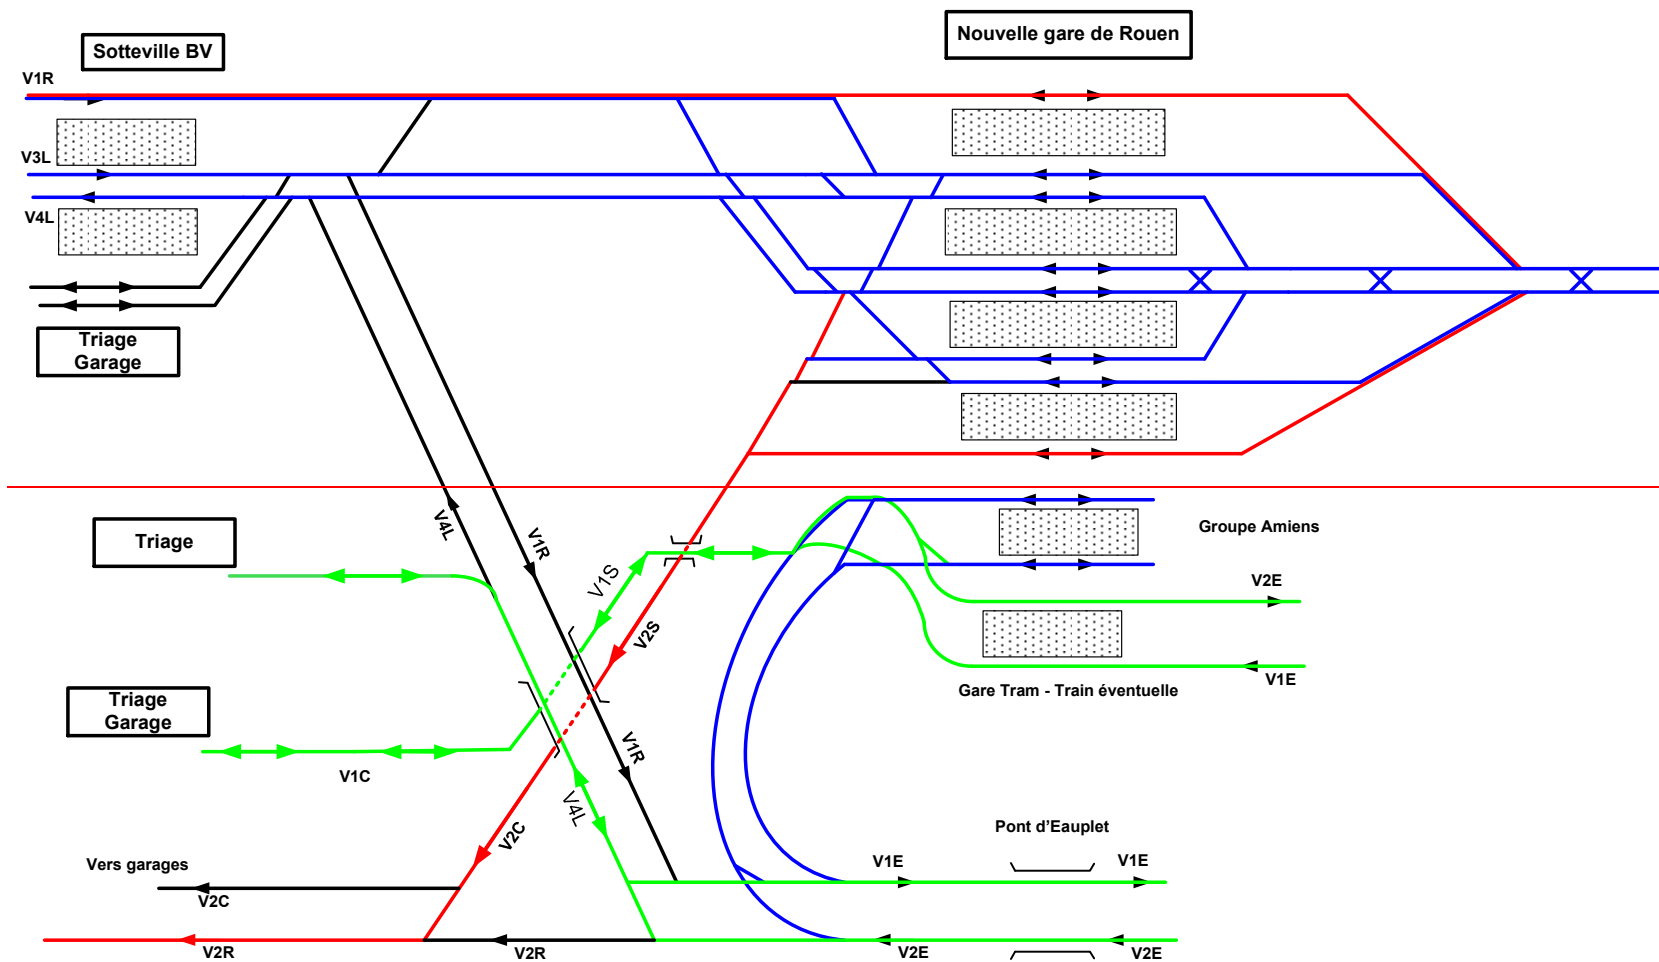 Sotteville BV
Nouvelle gare de Rouen
V1R
V3L
V4L
Triage
Garage
V4L
V1R
Triage
V1S
V2S
Groupe Amiens
V2E
V1E
Gare Tram - Train éventuelle
Triage
Garage
V1C
V1R
V4L
V2C
Pont d'Eauplet
Vers garages
V1E
V1E
V2C
V2R
V2R
V2E
V2E